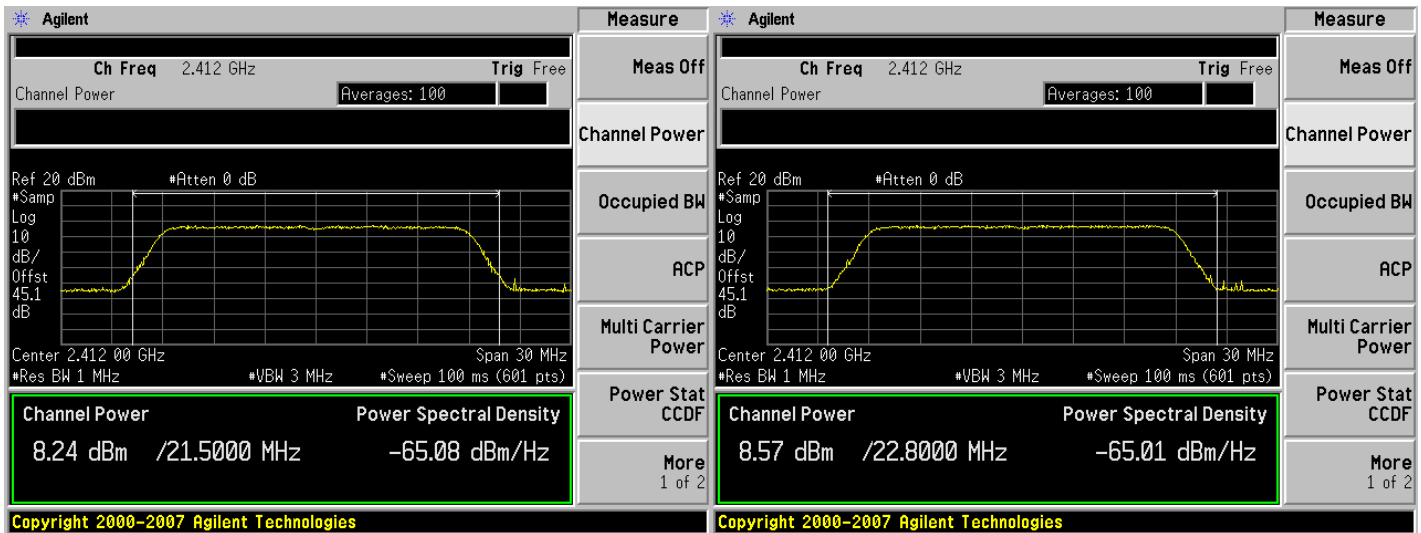 Agilent
Measure
Ch Freq 2.412 GHz Trig Free
Channel Power Averages: 100
Ref 20 dBm #Atten 0 dB
#Samp
Log
10
dB/
Offst
45.1
dB
Center 2.412 00 GHz Span 30 MHz
#Res BW 1 MHz #VBW 3 MHz #Sweep 100 ms (601 pts)
Channel Power Power Spectral Density
8.24 dBm /21.5000 MHz -65.08 dBm/Hz
Copyright 2000-2007 Agilent Technologies
Meas Off
Channel Power
Occupied BW
ACP
Multi Carrier
Power
Power Stat
CCDF
More
1 of 2
Agilent
Measure
Ch Freq 2.412 GHz Trig Free
Channel Power Averages: 100
Ref 20 dBm #Atten 0 dB
#Samp
Log
10
dB/
Offst
45.1
dB
Center 2.412 00 GHz Span 30 MHz
#Res BW 1 MHz #VBW 3 MHz #Sweep 100 ms (601 pts)
Channel Power Power Spectral Density
8.57 dBm /22.8000 MHz -65.01 dBm/Hz
Copyright 2000-2007 Agilent Technologies
Meas Off
Channel Power
Occupied BW
ACP
Multi Carrier
Power
Power Stat
CCDF
More
1 of 2